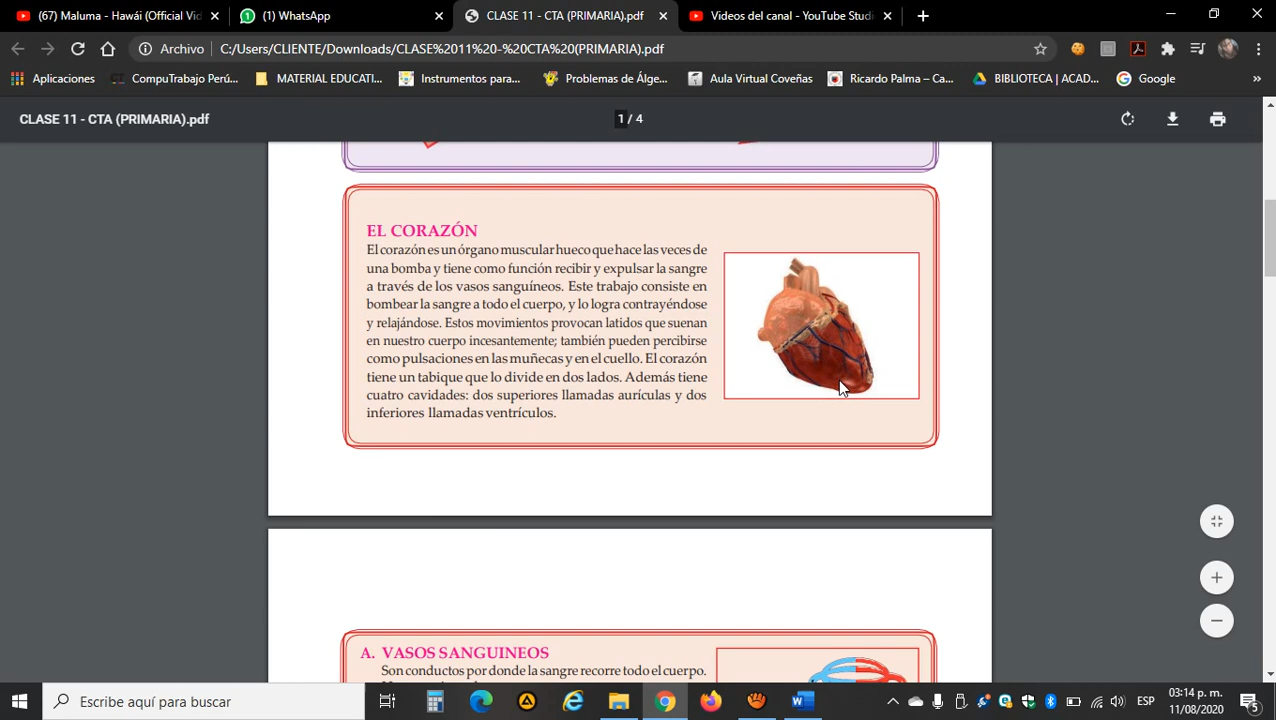 (67) Maluma - Hawái (Official Vid
(1) WhatsApp
CLASE 11 - CTA (PRIMARIA).pdf
Videos del canal - YouTube Studi
Archivo
C:/Users/CLIENTE/Downloads/CLASE%2011%20-%20CTA%20(PRIMARIA).pdf
Aplicaciones
CompuTrabajo Perú...
MATERIAL EDUCATI...
Instrumentos para...
Problemas de Álge...
Aula Virtual Coveñas
Ricardo Palma – Ca...
BIBLIOTECA | ACAD...
Google
»
CLASE 11 - CTA (PRIMARIA).pdf
1 / 4
EL CORAZÓN
El corazón es un órgano muscular hueco que hace las veces de
una bomba y tiene como función recibir y expulsar la sangre
a través de los vasos sanguíneos. Este trabajo consiste en
bombear la sangre a todo el cuerpo, y lo logra contrayéndose
y relajándose. Estos movimientos provocan latidos que suenan
en nuestro cuerpo incesantemente; también pueden percibirse
como pulsaciones en las muñecas y en el cuello. El corazón
tiene un tabique que lo divide en dos lados. Además tiene
cuatro cavidades: dos superiores llamadas aurículas y dos
inferiores llamadas ventrículos.
A. VASOS SANGUINEOS
Son conductos por donde la sangre recorre todo el cuerpo.
Escribe aquí para buscar
ESP
03:14 p. m.
11/08/2020
5